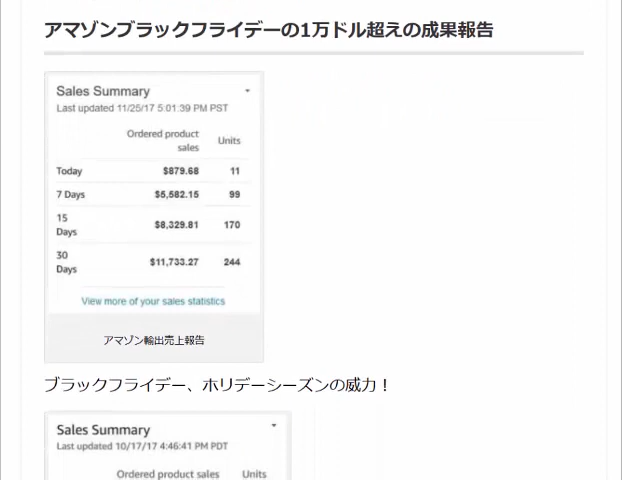 アマゾンブラックフライデーの1万ドル超えの成果報告
Sales Summary
Last updated 11/25/17 5:01:39 PM PST
Ordered product sales Units
Today $879.68 11
7 Days $5,582.15 99
15 Days $8,329.81 170
30 Days $11,733.27 244
View more of your sales statistics
アマゾン輸出売上報告
ブラックフライデー、ホリデーシーズンの威力！
Sales Summary
Last updated 10/17/17 4:46:41 PM PDT
Ordered product sales Units